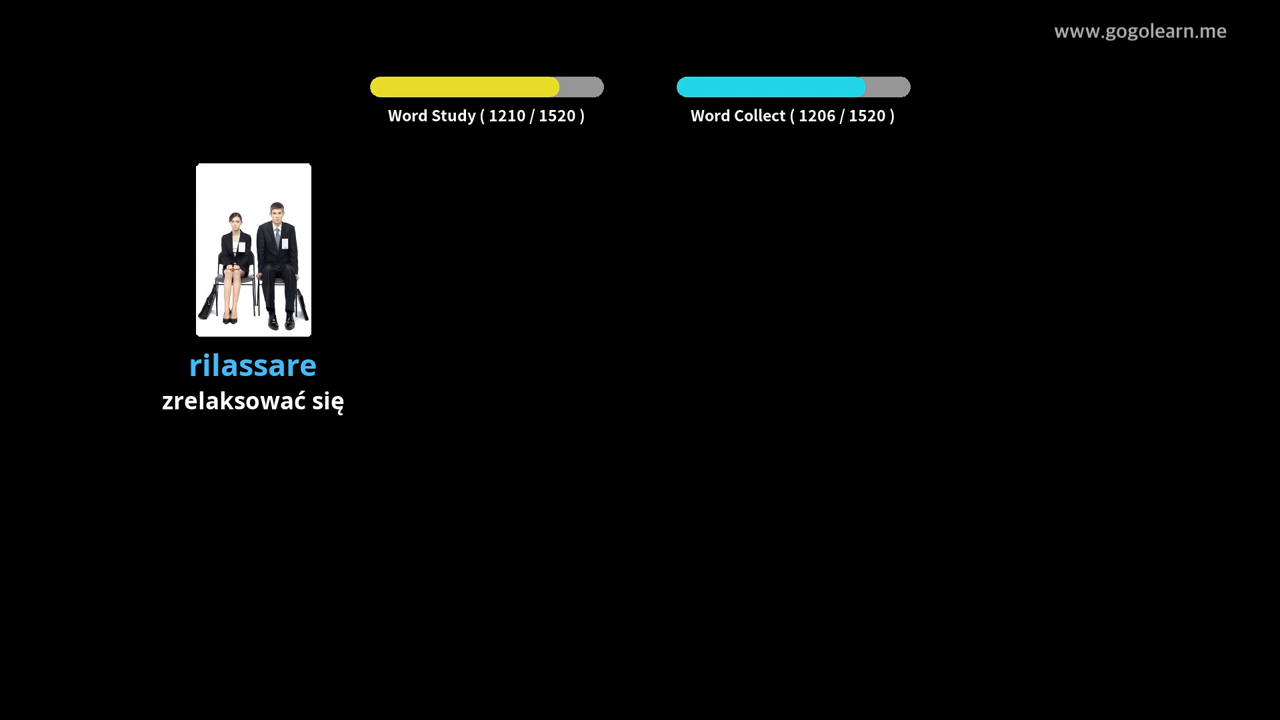 www.gogolearn.me
Word Study ( 1210 / 1520 )
Word Collect ( 1206 / 1520 )
rilassare
zrelaksować się